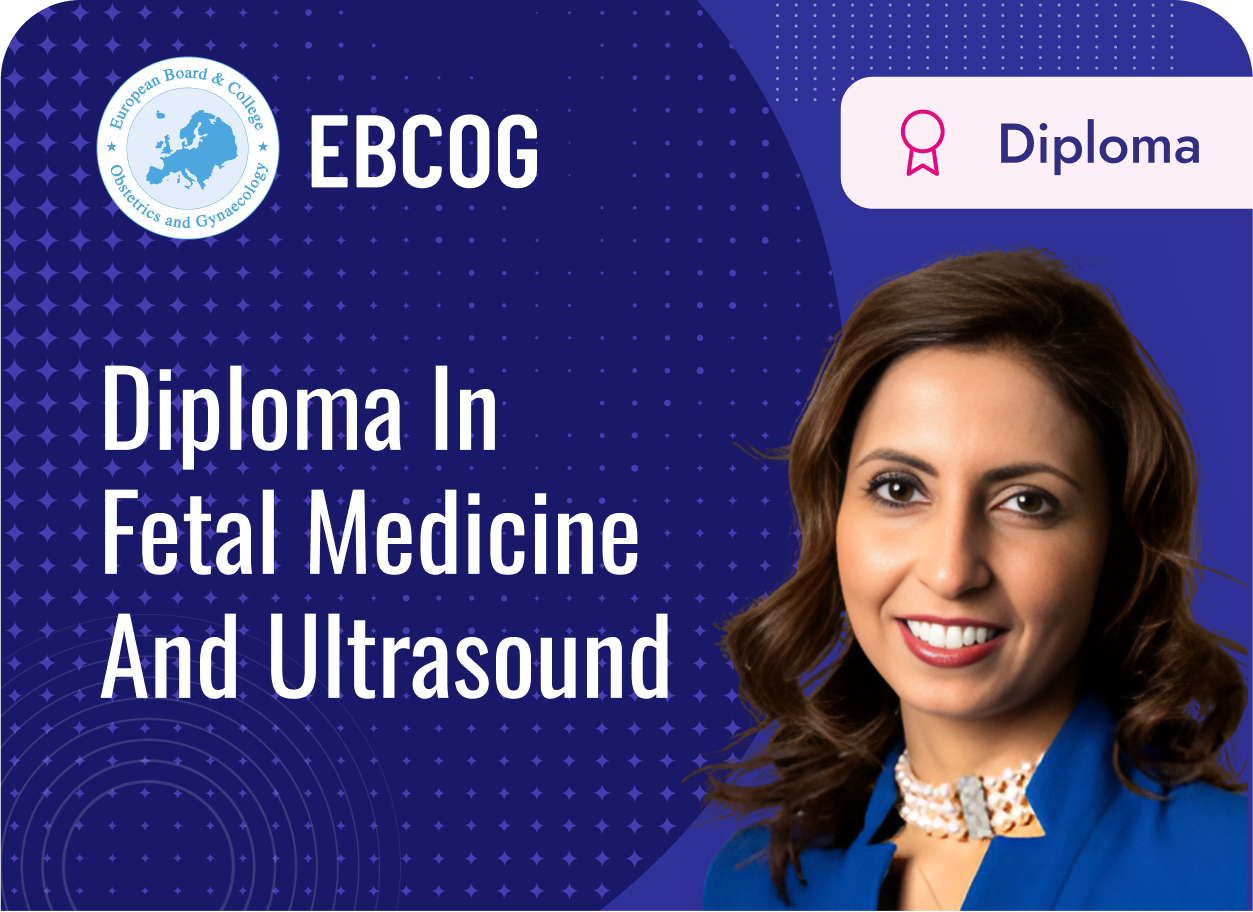 European Board & College
Obstetrics and Gynaecology
EBCOG
Diploma
Diploma In
Fetal Medicine
And Ultrasound